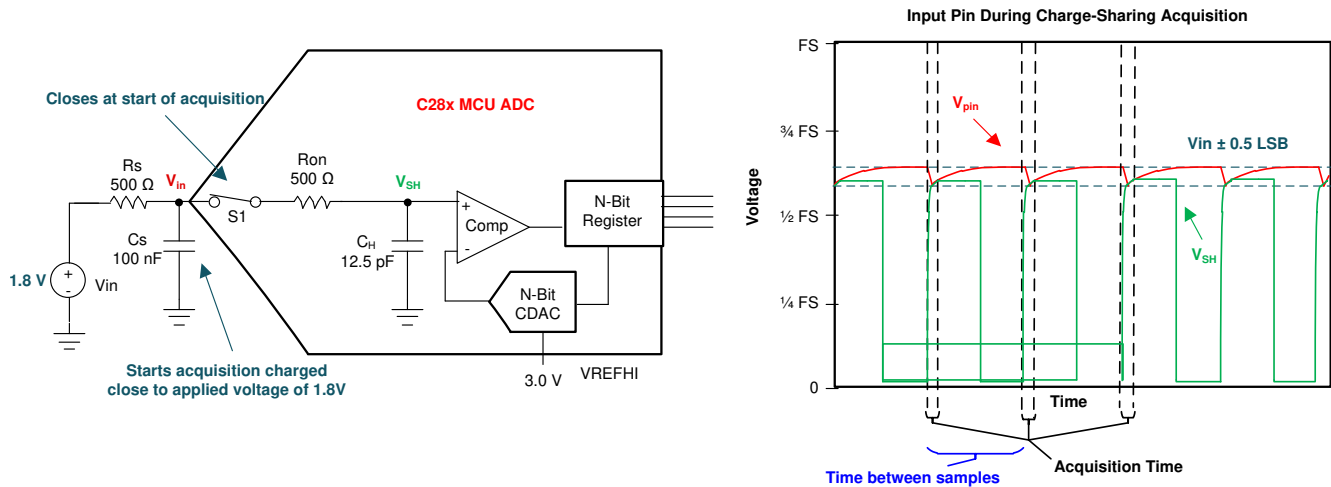 Input Pin During Charge-Sharing Acquisition
Closes at start of acquisition
C28x MCU ADC
Rs
500 Ω
Vin
S1
Ron
500 Ω
VSH
Cs
100 nF
CH
12.5 pF
+
-
Comp
N-Bit
Register
N-Bit
CDAC
1.8 V
+
-
Vin
3.0 V
VREFHI
Starts acquisition charged
close to applied voltage of 1.8V
Voltage
FS
¾ FS
½ FS
¼ FS
0
Vpin
Vin ± 0.5 LSB
VSH
Time
Acquisition Time
Time between samples